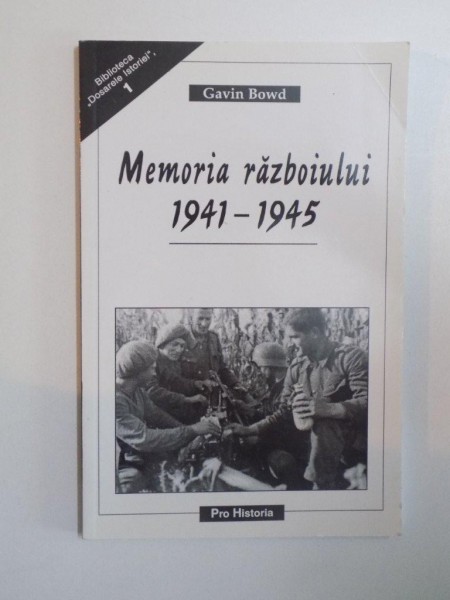 Biblioteca
„Dosarele Istoriei",
1
Gavin Bowd
Memoria războiului
1941 – 1945
Pro Historia